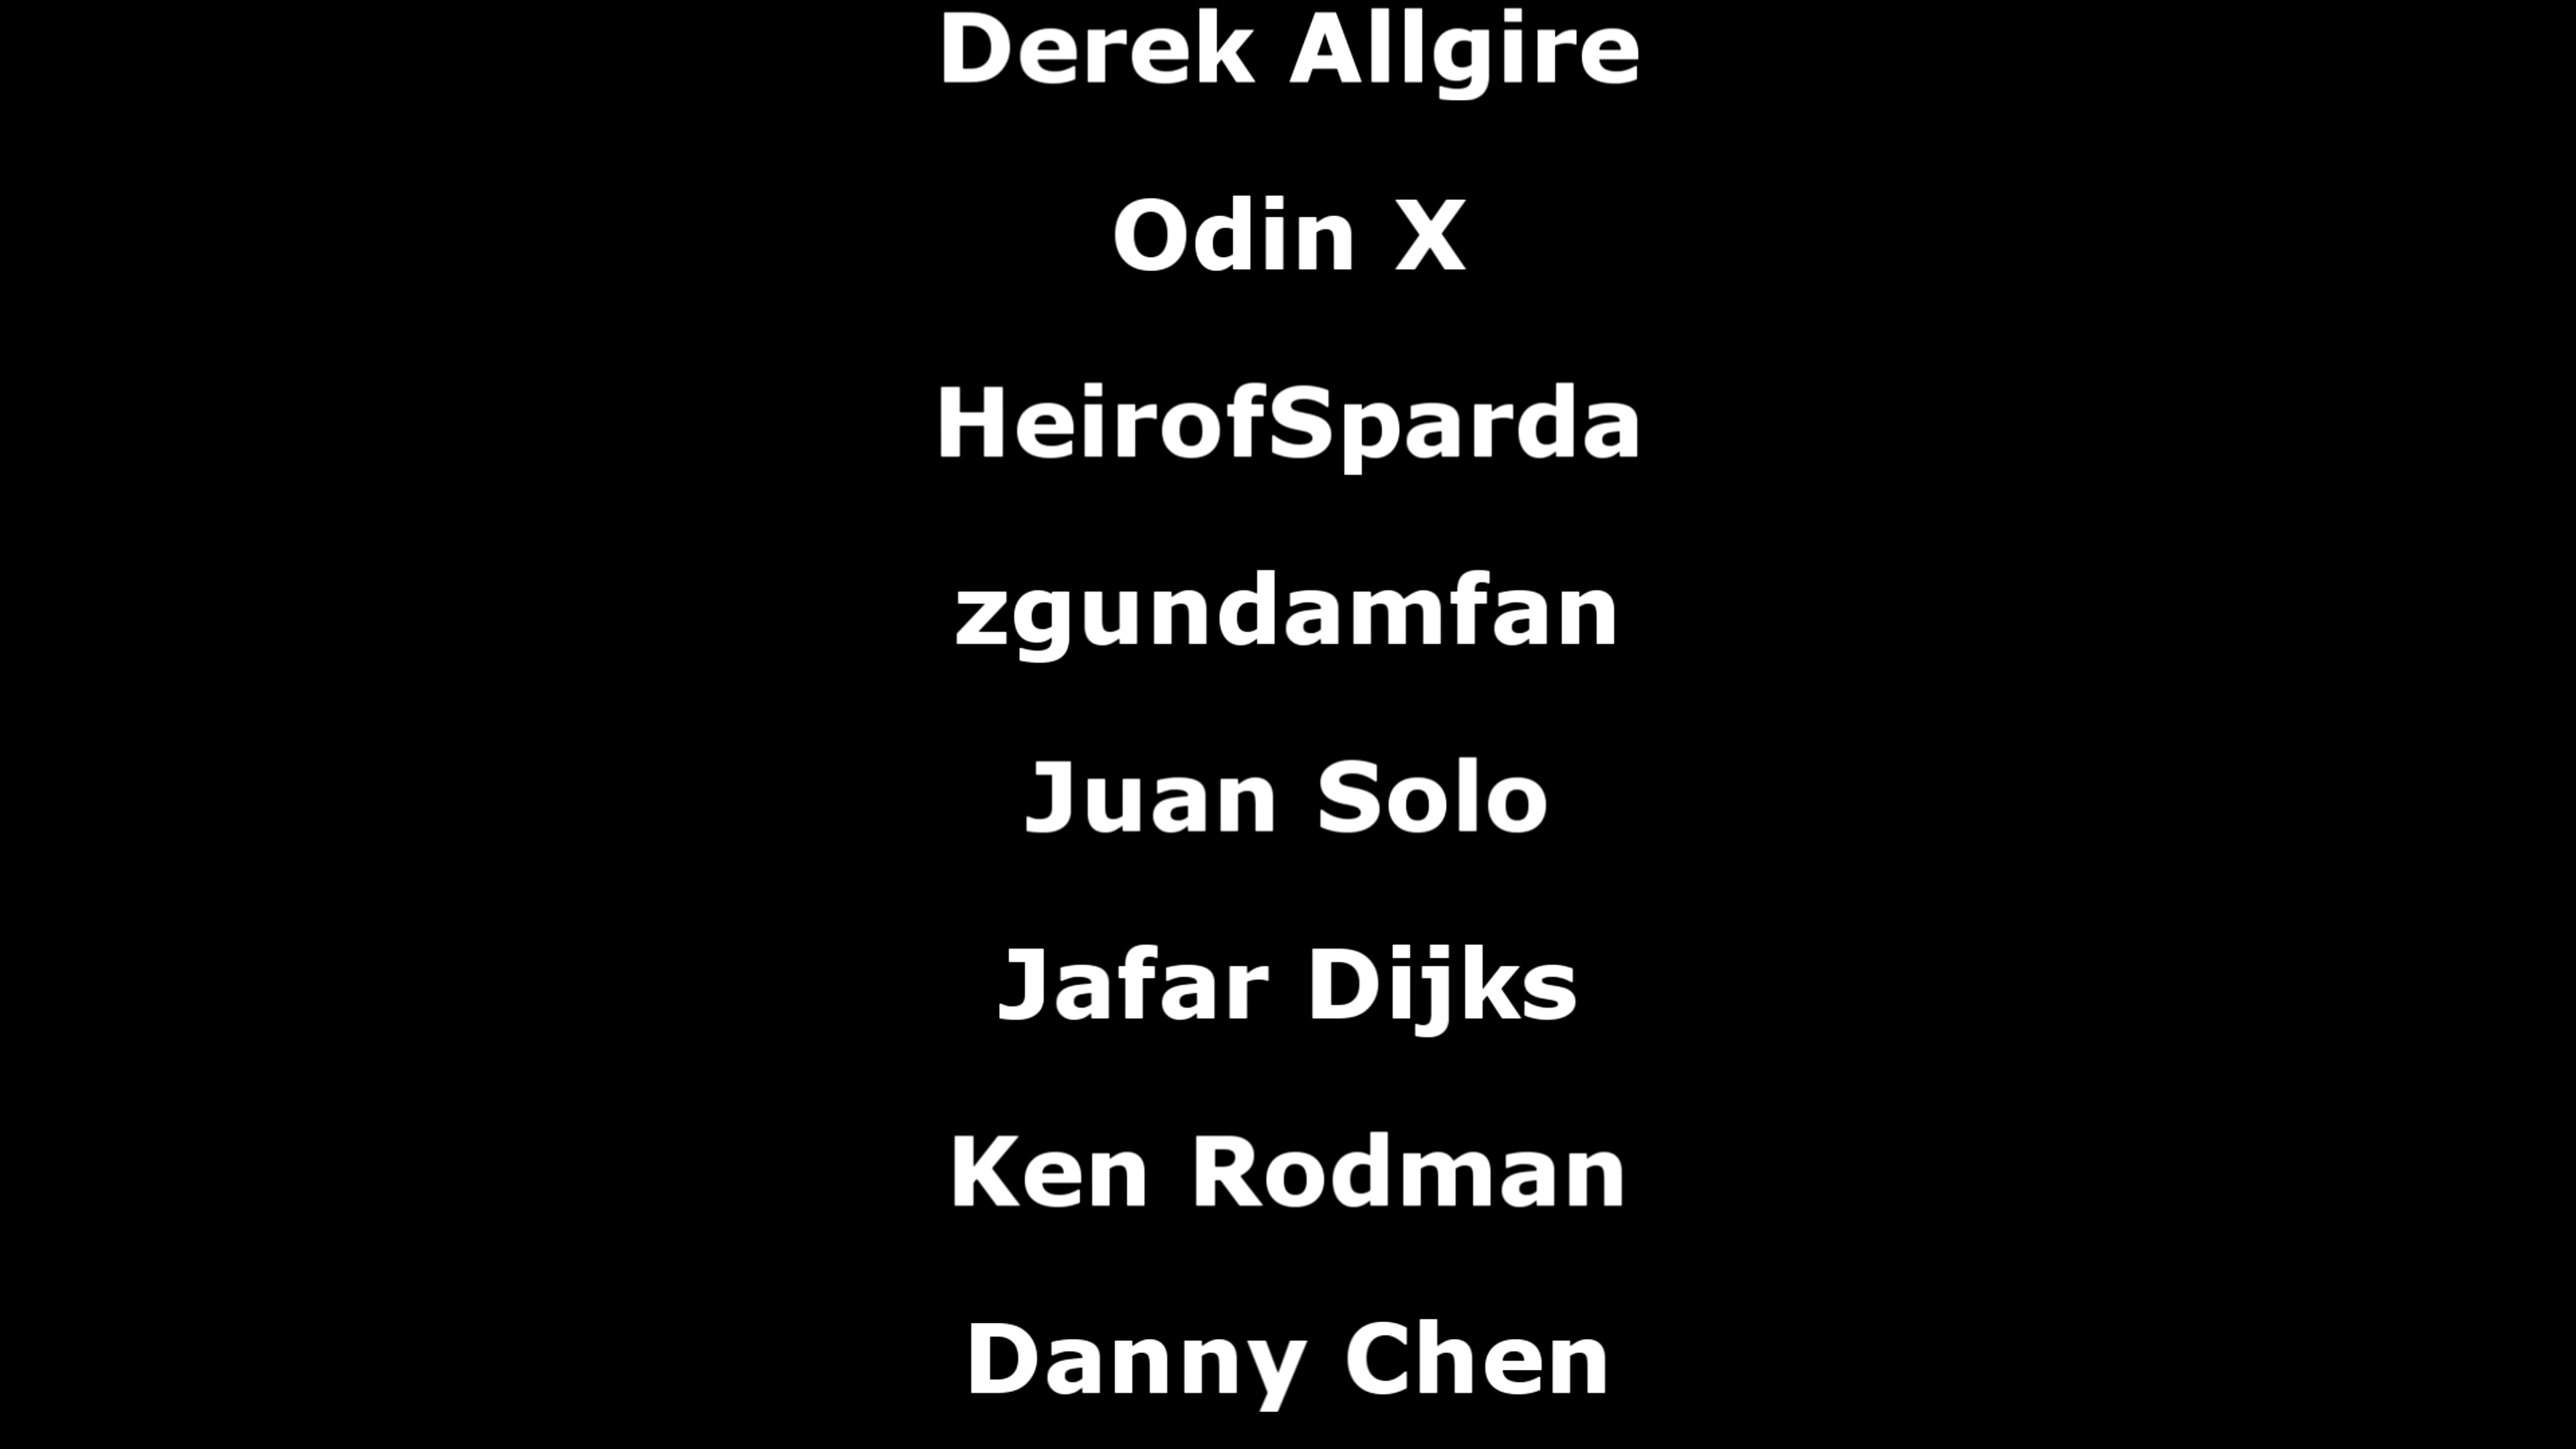 Derek Allgire
Odin X
HeirofSparda
zgundamfan
Juan Solo
Jafar Dijks
Ken Rodman
Danny Chen